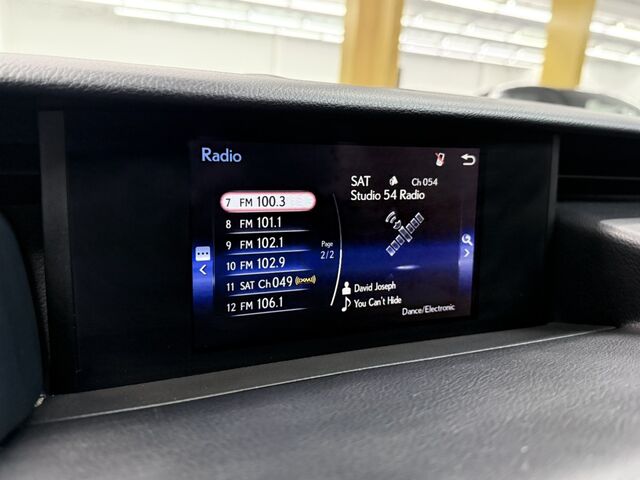 Radio
SAT Ch 054
Studio 54 Radio
7 FM 100.3
8 FM 101.1
9 FM 102.1
10 FM 102.9
11 SAT Ch 049 ((XM))
12 FM 106.1
Page
2/2
David Joseph
You Can't Hide
Dance/Electronic